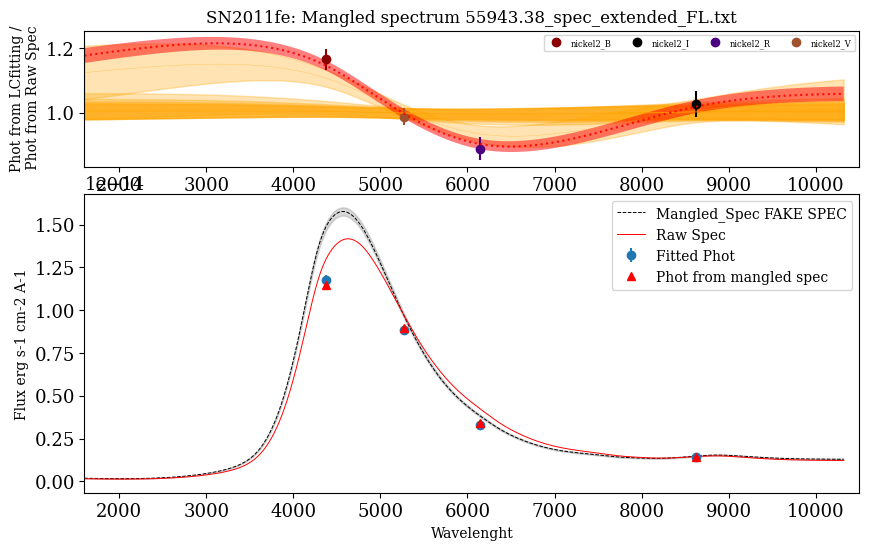 SN2011fe: Mangled spectrum 55943.38_spec_extended_FL.txt
Phot from LCfitting /
Phot from Raw Spec
1.2
1.0
nickel2_B
nickel2_I
nickel2_R
nickel2_V
2000 3000 4000 5000 6000 7000 8000 9000 10000
1e−14
Flux erg s-1 cm-2 A-1
1.50
1.25
1.00
0.75
0.50
0.25
0.00
Mangled_Spec FAKE SPEC
Raw Spec
Fitted Phot
Phot from mangled spec
2000 3000 4000 5000 6000 7000 8000 9000 10000
Wavelenght